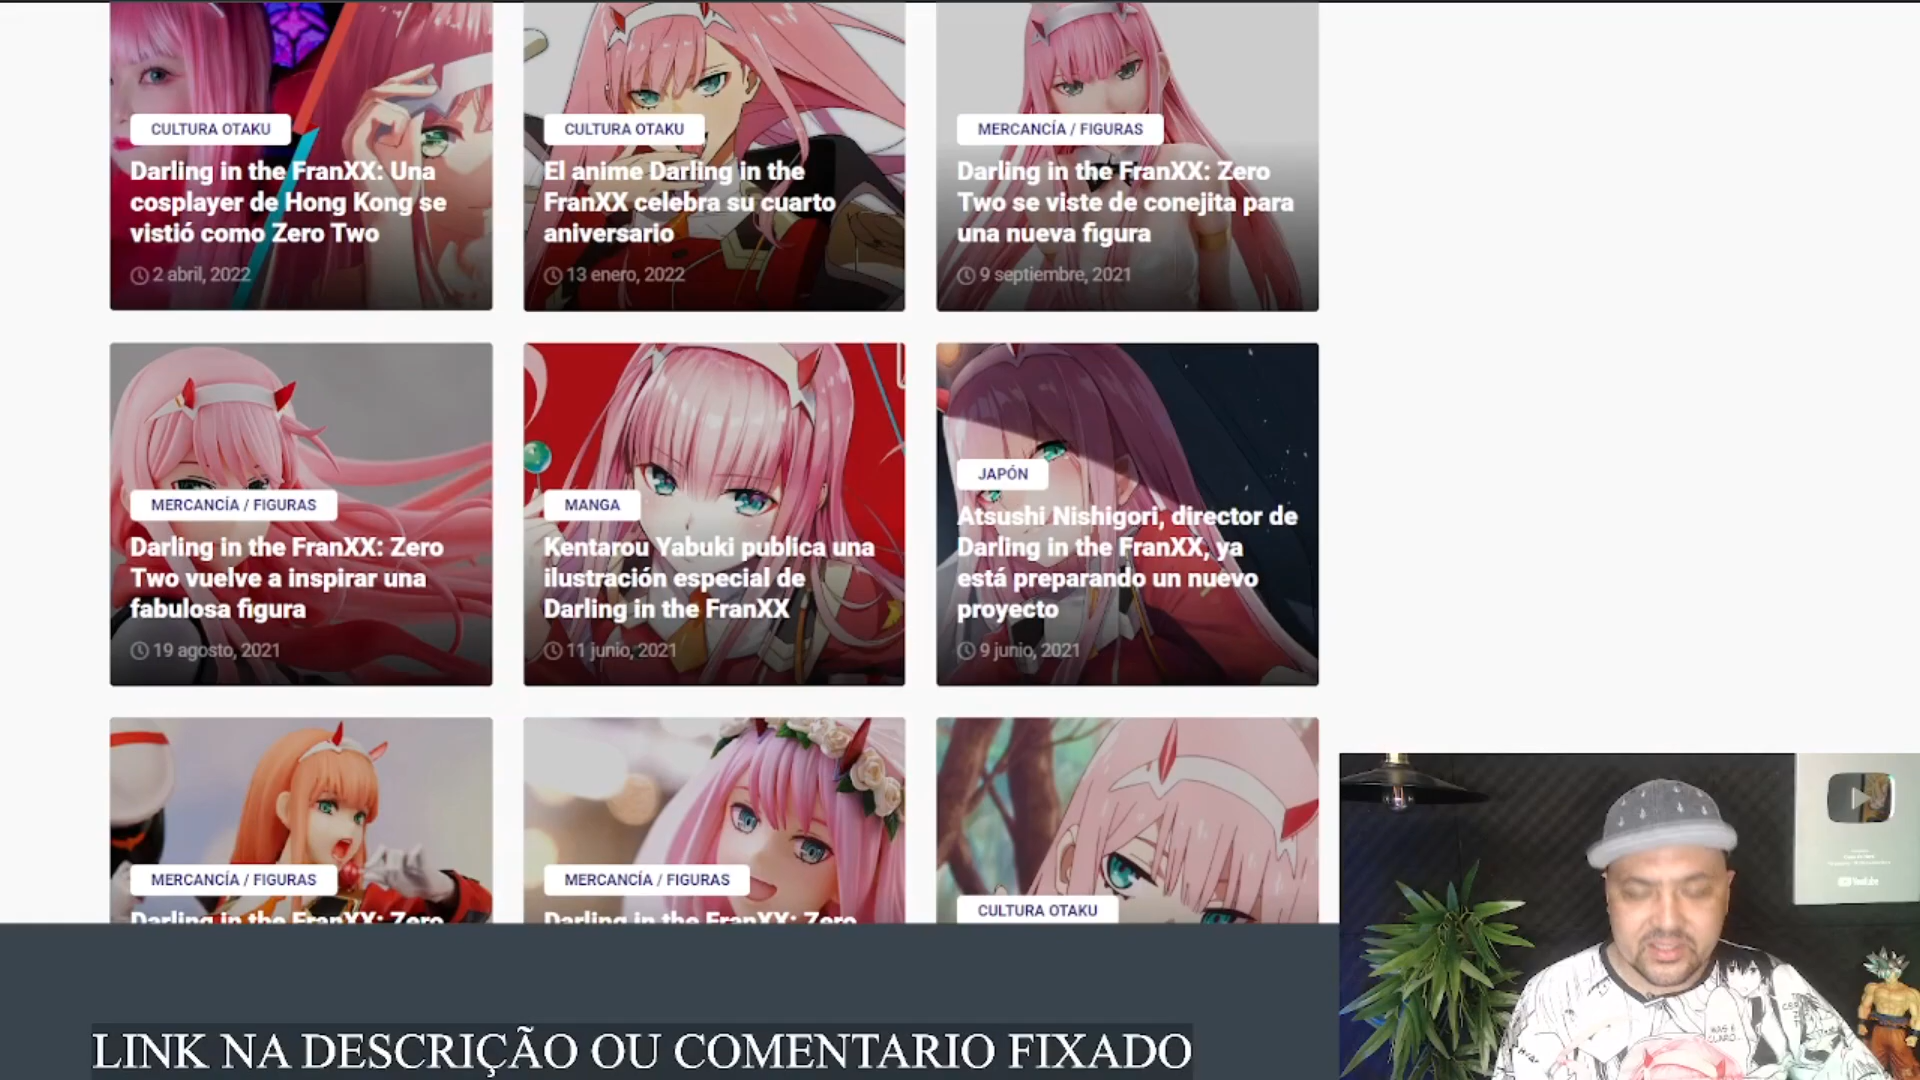 CULTURA OTAKU
Darling in the FranXX: Una
cosplayer de Hong Kong se
vistió como Zero Two
2 abril, 2022
CULTURA OTAKU
El anime Darling in the
FranXX celebra su cuarto
aniversario
13 enero, 2022
MERCANCÍA / FIGURAS
Darling in the FranXX: Zero
Two se viste de conejita para
una nueva figura
9 septiembre, 2021
MERCANCÍA / FIGURAS
Darling in the FranXX: Zero
Two vuelve a inspirar una
fabulosa figura
19 agosto, 2021
MANGA
Kentarou Yabuki publica una
ilustración especial de
Darling in the FranXX
11 junio, 2021
JAPÓN
Atsushi Nishigori, director de
Darling in the FranXX, ya
está preparando un nuevo
proyecto
9 junio, 2021
MERCANCÍA / FIGURAS
Darling in the FranXX: Zero
MERCANCÍA / FIGURAS
Darling in the FranXX: Zero
CULTURA OTAKU
YouTube
LINK NA DESCRIÇÃO OU COMENTARIO FIXADO